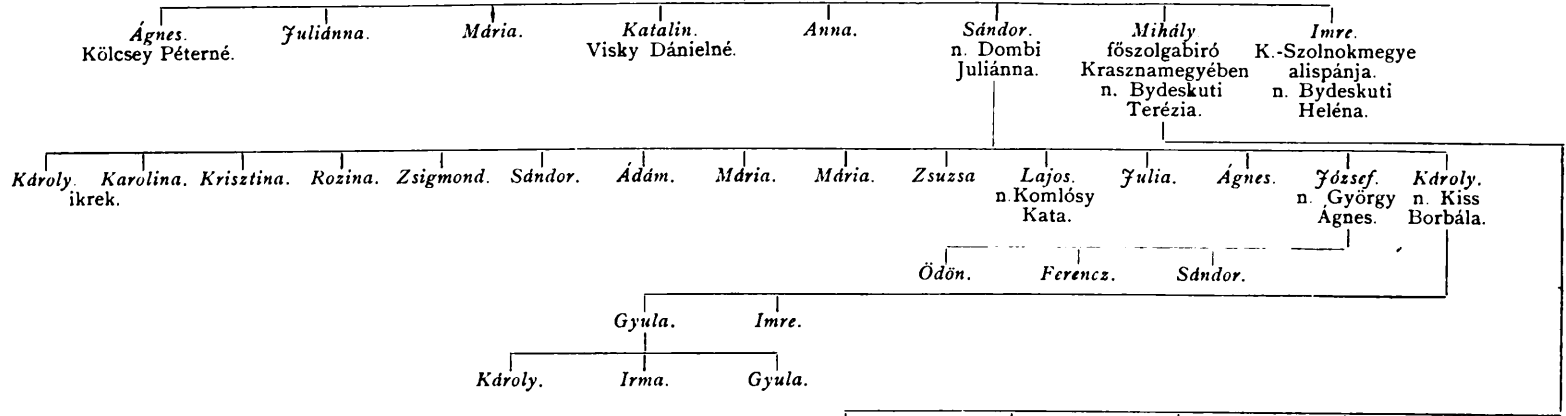 Ágnes. Juliánna. Mária. Katalin. Anna. Sándor. Mihály Imre.
Kölcsey Péterné. Visky Dánielné. n. Dombi főszolgabiró K.-Szolnokmegye
Juliánna. Krasznamegyében alispánja.
n. Bydeskuti n. Bydeskuti
Terézia. Heléna.
Károly. Karolina. Krisztina. Rozina. Zsigmond. Sándor. Ádám. Mária. Mária. Zsuzsa Lajos. Julia. Ágnes. József. Károly.
ikrek. n. Komlósy n. György n. Kiss
Kata. Ágnes. Borbála.
Ödön. Ferencz. Sándor.
Gyula. Imre.
Károly. Irma. Gyula.